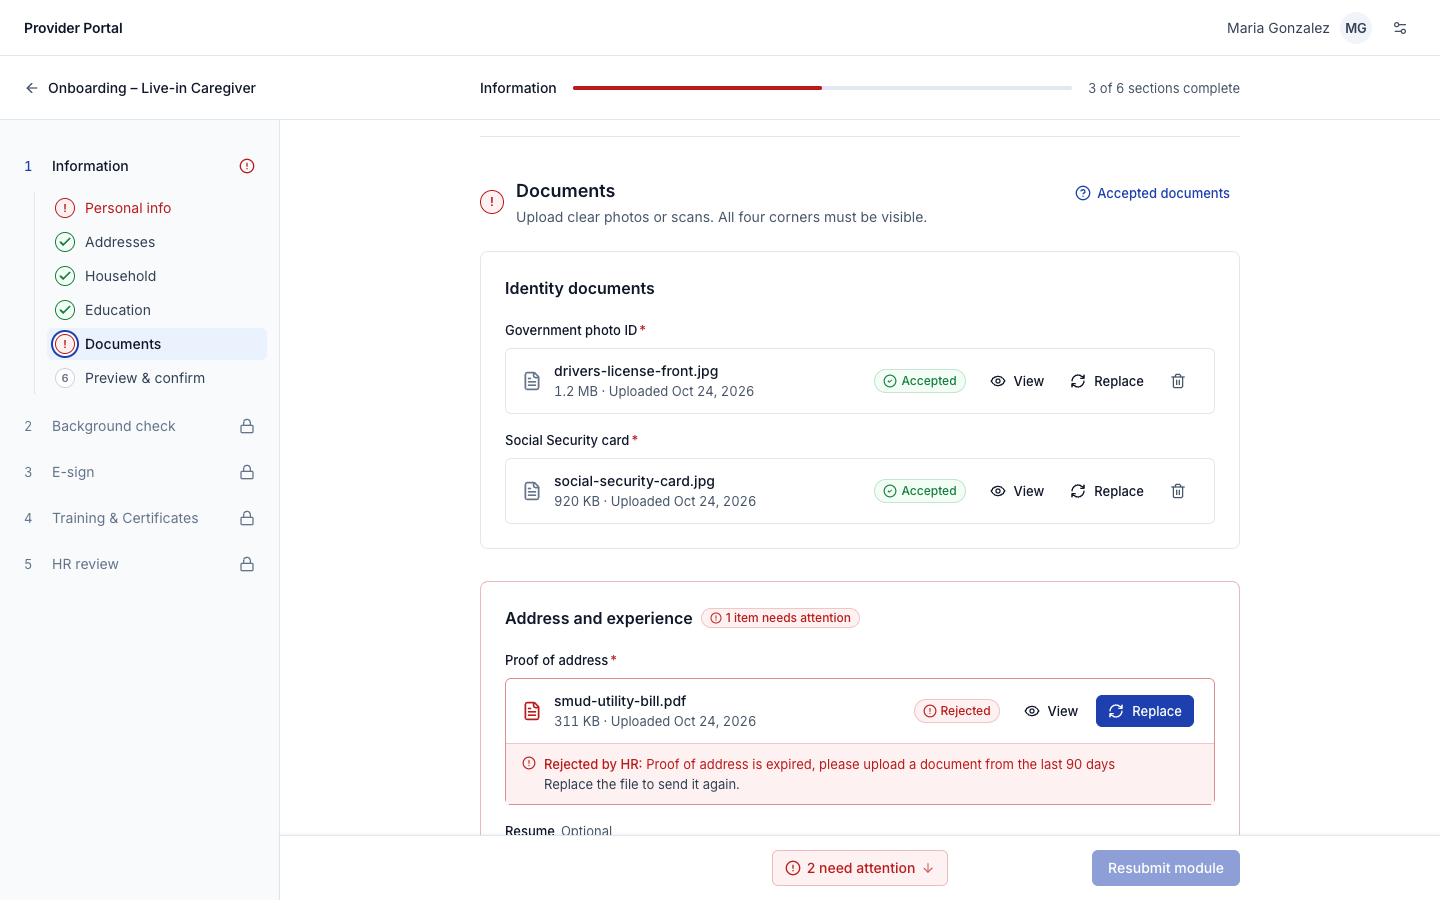 Provider Portal
Maria Gonzalez
MG
Onboarding – Live-in Caregiver
Information
3 of 6 sections complete
1 Information
Personal info
Addresses
Household
Education
Documents
6 Preview & confirm
2 Background check
3 E-sign
4 Training & Certificates
5 HR review
Documents
Upload clear photos or scans. All four corners must be visible.
Accepted documents
Identity documents
Government photo ID*
drivers-license-front.jpg
1.2 MB · Uploaded Oct 24, 2026
Accepted
View
Replace
Social Security card*
social-security-card.jpg
920 KB · Uploaded Oct 24, 2026
Accepted
View
Replace
Address and experience
1 item needs attention
Proof of address*
smud-utility-bill.pdf
311 KB · Uploaded Oct 24, 2026
Rejected
View
Replace
Rejected by HR: Proof of address is expired, please upload a document from the last 90 days
Replace the file to send it again.
Resume Optional
2 need attention
Resubmit module